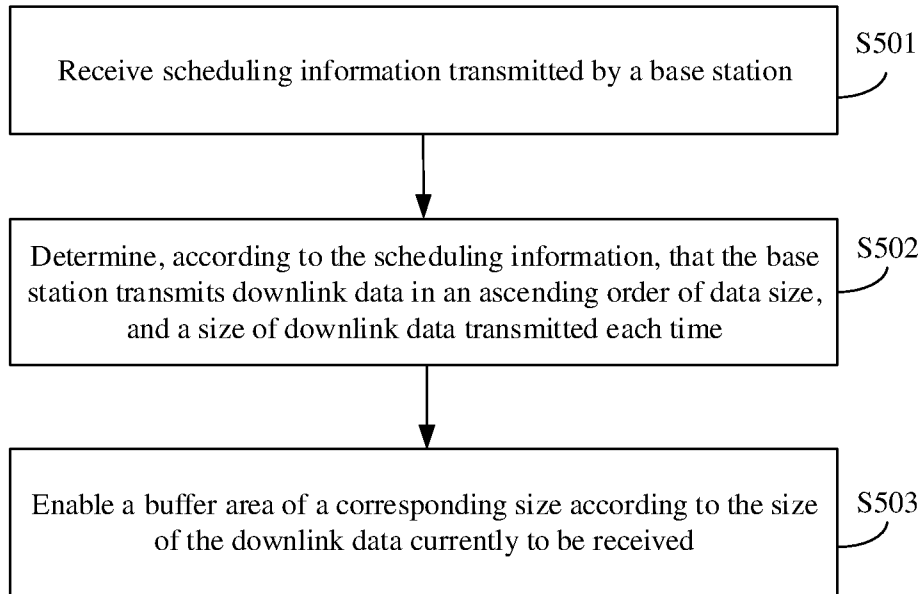 Receive scheduling information transmitted by a base station
S501
Determine, according to the scheduling information, that the base
station transmits downlink data in an ascending order of data size,
and a size of downlink data transmitted each time
S502
Enable a buffer area of a corresponding size according to the size
of the downlink data currently to be received
S503